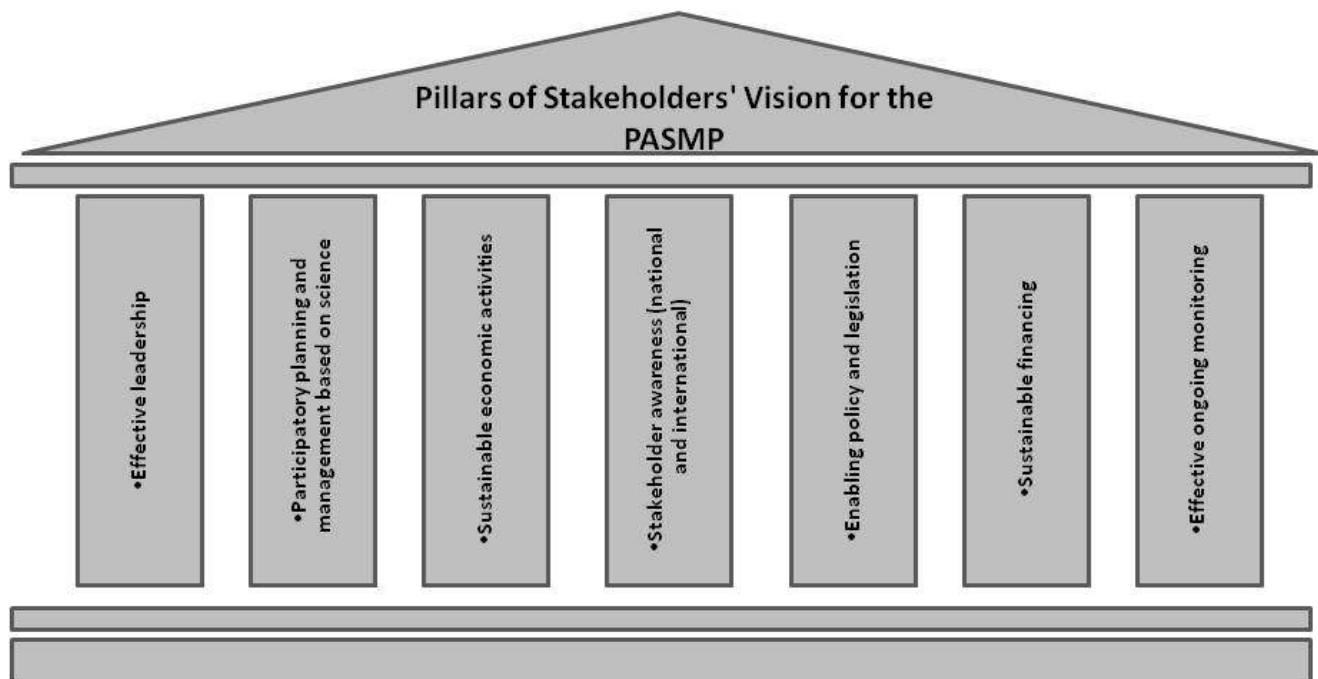 Pillars of Stakeholders' Vision for the
PASMP
•Effective leadership
•Participatory planning and
management based on science
•Sustainable economic activities
•Stakeholder awareness (national
and international)
•Enabling policy and legislation
•Sustainable financing
•Effective ongoing monitoring